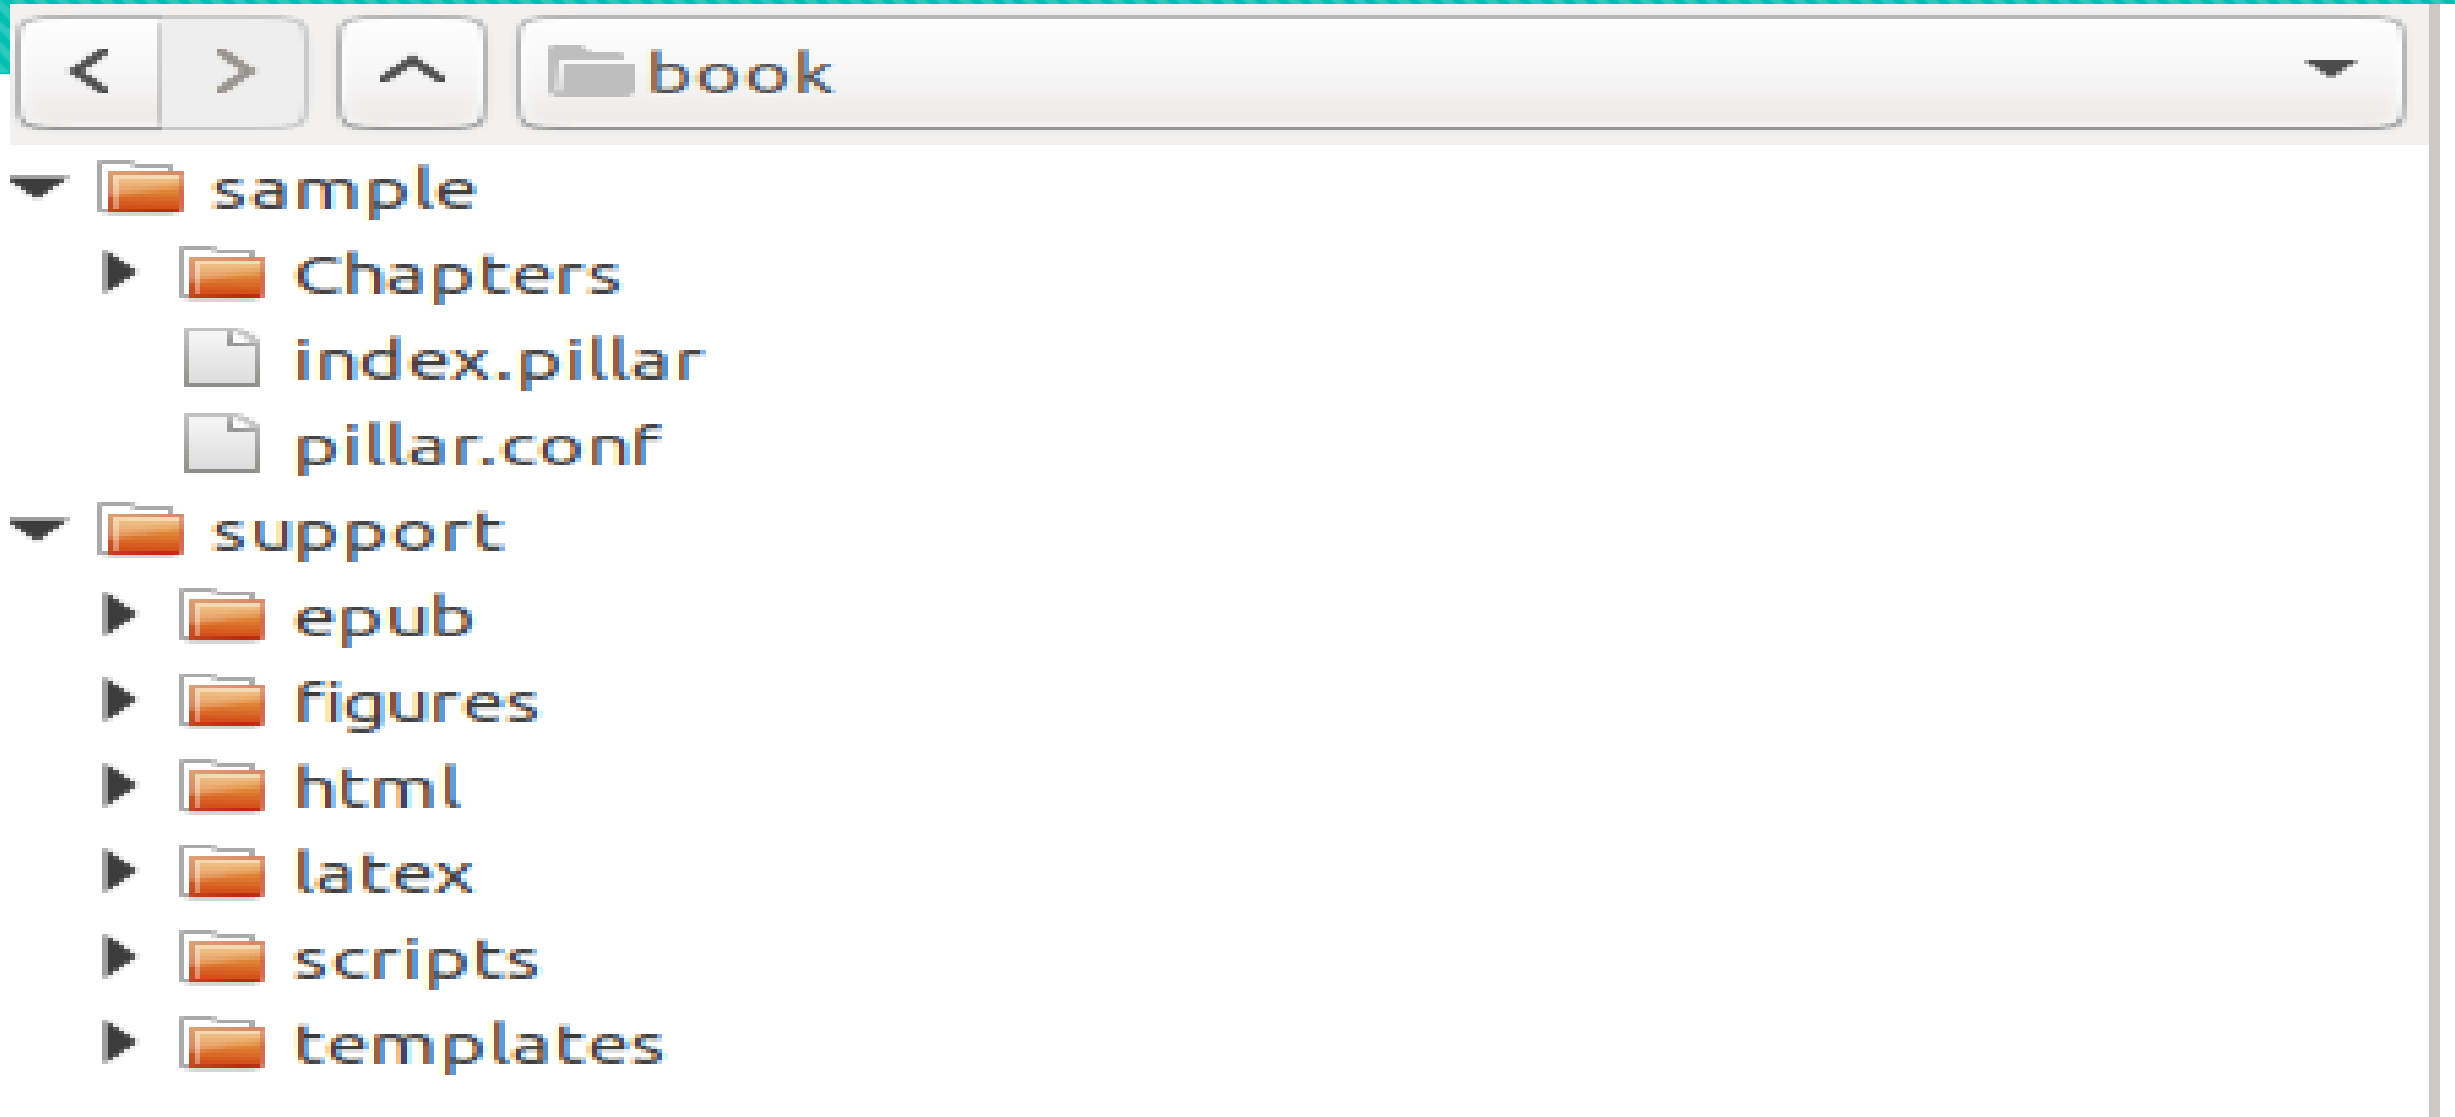 book
sample
Chapters
index.pillar
pillar.conf
support
epub
figures
html
latex
scripts
templates